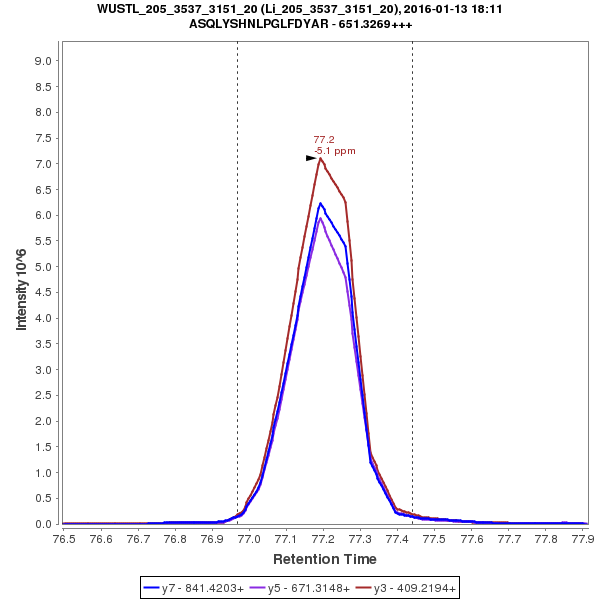 WUSTL_205_3537_3151_20 (Li_205_3537_3151_20), 2016-01-13 18:11
ASQLYSHNLPGLFDYAR - 651.3269+++
9.0
8.5
8.0
7.5
7.0
6.5
6.0
5.5
5.0
4.5
4.0
3.5
3.0
2.5
2.0
1.5
1.0
0.5
0.0
Intensity 10^6
77.2
-5.1 ppm
76.5 76.6 76.7 76.8 76.9 77.0 77.1 77.2 77.3 77.4 77.5 77.6 77.7 77.8 77.9
Retention Time
y7 - 841.4203+ y5 - 671.3148+ y3 - 409.2194+